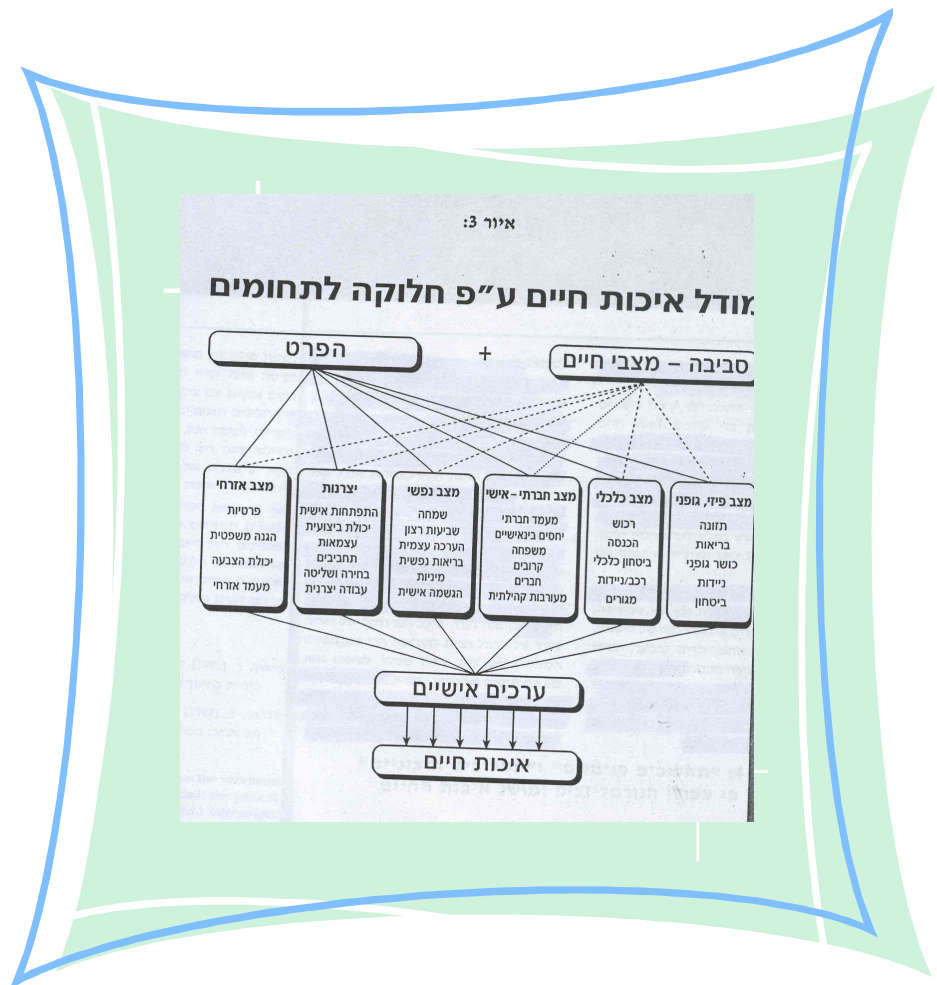 איור 3:
מודל איכות חיים ע״פ חלוקה לתחומים
סביבה – מצבי חיים
+
הפרט
מצב פיזי, גופני
תזונה
בריאות
כושר גופני
ניידות
ביטחון
מצב כלכלי
רכוש
הכנסה
ביטחון כלכלי
רכב/ניידות
מגורים
מצב חברתי – אישי
מעמד חברתי
יחסים בינאישיים
משפחה
קרובים
חברים
מעורבות קהילתית
מצב נפשי
שמחה
שביעות רצון
הערכה עצמית
בריאות נפשית
מיניות
הגשמה אישית
יצרנות
התפתחות אישית
יכולת ביצועית
עצמאות
תחביבים
בחירה ושליטה
עבודה יצרנית
מצב אזרחי
פרטיות
הגנה משפטית
יכולת הצבעה
מעמד אזרחי
ערכים אישיים
איכות חיים